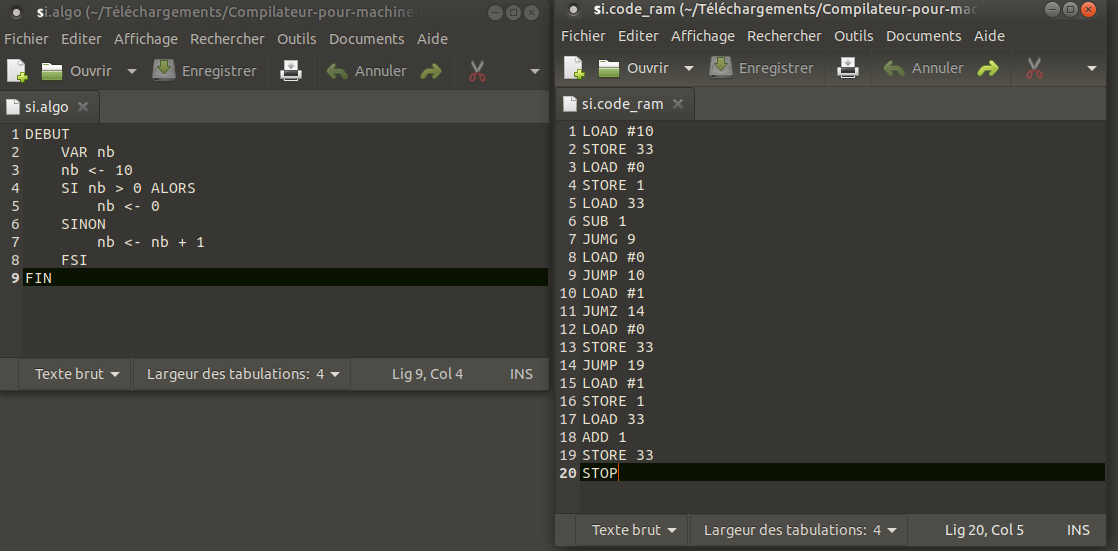 si.algo (~/Téléchargements/Compilateur-pour-machine-
Fichier Editer Affichage Rechercher Outils Documents Aide
Ouvrir Enregistrer Annuler
si.algo
1 DEBUT
2 VAR nb
3 nb <- 10
4 SI nb > 0 ALORS
5 nb <- 0
6 SINON
7 nb <- nb + 1
8 FSI
9 FIN
Texte brut Largeur des tabulations: 4 Lig 9, Col 4 INS
si.code_ram (~/Téléchargements/Compilateur-pour-mac
Fichier Editer Affichage Rechercher Outils Documents Aide
Ouvrir Enregistrer Annuler
si.code_ram
1 LOAD #10
2 STORE 33
3 LOAD #0
4 STORE 1
5 LOAD 33
6 SUB 1
7 JUMG 9
8 LOAD #0
9 JUMP 10
10 LOAD #1
11 JUMZ 14
12 LOAD #0
13 STORE 33
14 JUMP 19
15 LOAD #1
16 STORE 1
17 LOAD 33
18 ADD 1
19 STORE 33
20 STOP
Texte brut Largeur des tabulations: 4 Lig 20, Col 5 INS